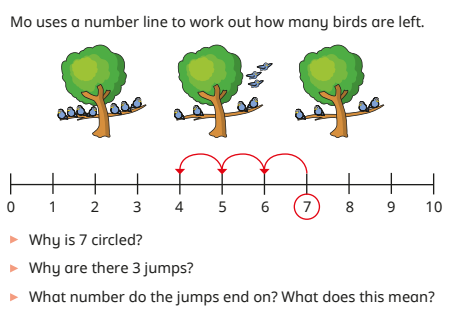 Mo uses a number line to work out how many birds are left.
0 1 2 3 4 5 6 7 8 9 10
Why is 7 circled?
Why are there 3 jumps?
What number do the jumps end on? What does this mean?